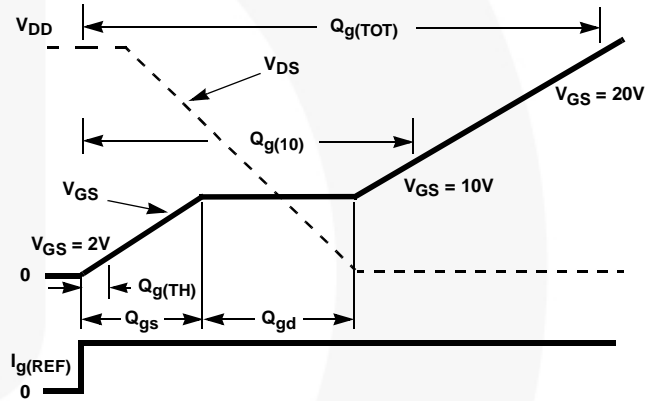 V_DD
Q_g(TOT)
V_DS
V_GS = 20V
Q_g(10)
V_GS
V_GS = 10V
V_GS = 2V
0
Q_g(TH)
Q_gs
Q_gd
I_g(REF)
0